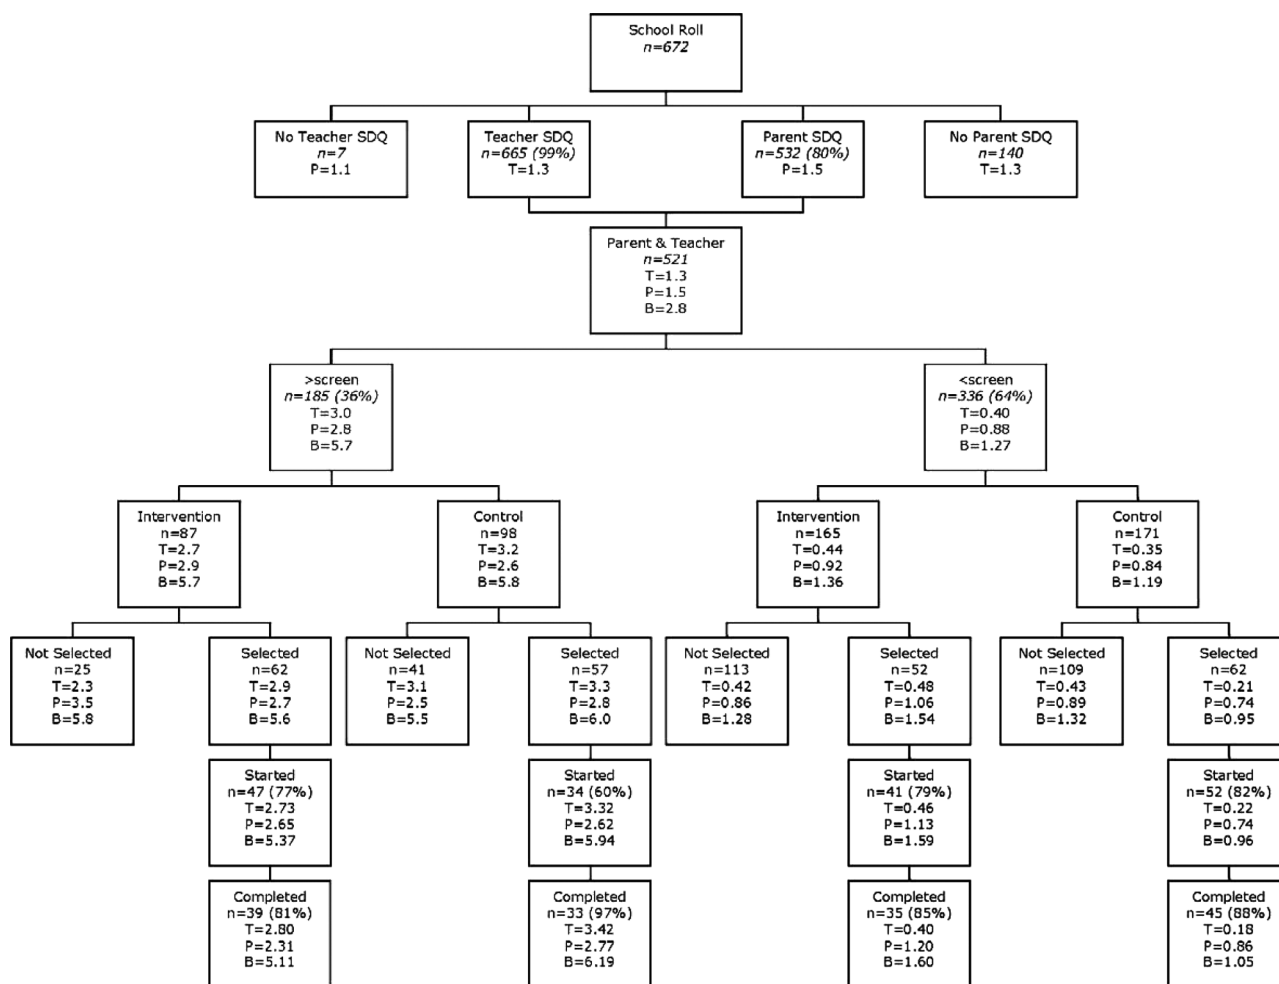 School Roll
n=672
No Teacher SDQ
n=7
P=1.1
Teacher SDQ
n=665 (99%)
T=1.3
Parent SDQ
n=532 (80%)
P=1.5
No Parent SDQ
n=140
T=1.3
Parent & Teacher
n=521
T=1.3
P=1.5
B=2.8
>screen
n=185 (36%)
T=3.0
P=2.8
B=5.7
<screen
n=336 (64%)
T=0.40
P=0.88
B=1.27
Intervention
n=87
T=2.7
P=2.9
B=5.7
Control
n=98
T=3.2
P=2.6
B=5.8
Intervention
n=165
T=0.44
P=0.92
B=1.36
Control
n=171
T=0.35
P=0.84
B=1.19
Not Selected
n=25
T=2.3
P=3.5
B=5.8
Selected
n=62
T=2.9
P=2.7
B=5.6
Not Selected
n=41
T=3.1
P=2.5
B=5.5
Selected
n=57
T=3.3
P=2.8
B=6.0
Not Selected
n=113
T=0.42
P=0.86
B=1.28
Selected
n=52
T=0.48
P=1.06
B=1.54
Not Selected
n=109
T=0.43
P=0.89
B=1.32
Selected
n=62
T=0.21
P=0.74
B=0.95
Started
n=47 (77%)
T=2.73
P=2.65
B=5.37
Started
n=34 (60%)
T=3.32
P=2.62
B=5.94
Started
n=41 (79%)
T=0.46
P=1.13
B=1.59
Started
n=52 (82%)
T=0.22
P=0.74
B=0.96
Completed
n=39 (81%)
T=2.80
P=2.31
B=5.11
Completed
n=33 (97%)
T=3.42
P=2.77
B=6.19
Completed
n=35 (85%)
T=0.40
P=1.20
B=1.60
Completed
n=45 (88%)
T=0.18
P=0.86
B=1.05